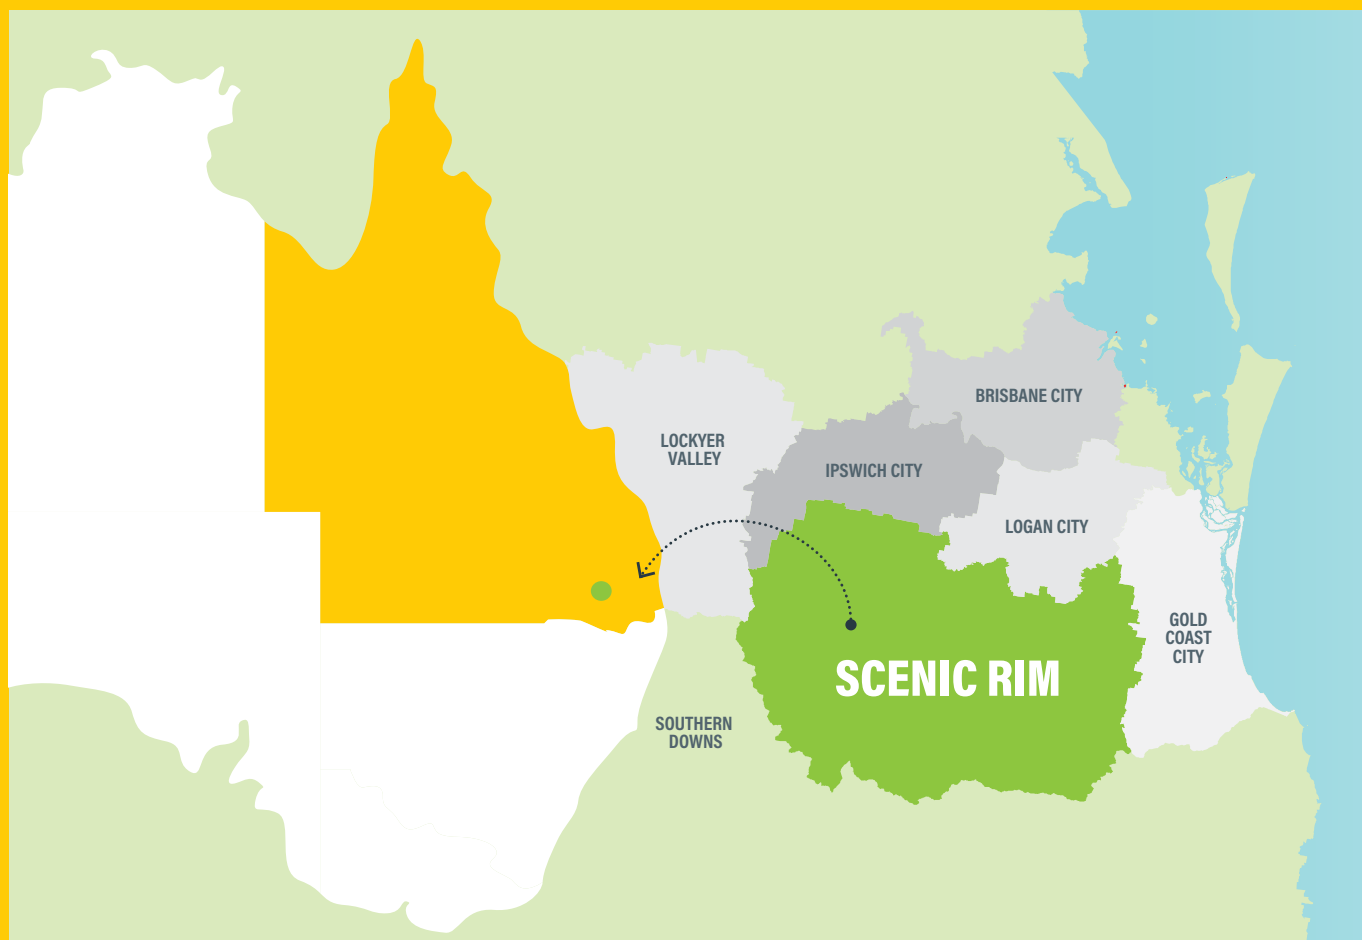 BRISBANE CITY
LOCKYER
VALLEY
IPSWICH CITY
LOGAN CITY
GOLD
COAST
CITY
SCENIC RIM
SOUTHERN
DOWNS